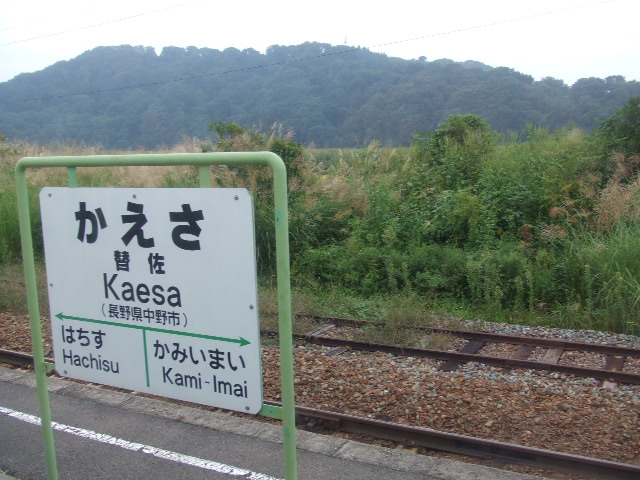 かえさ
替佐
Kaesa
(長野県中野市)
はちす かみいまい
Hachisu Kami-Imai